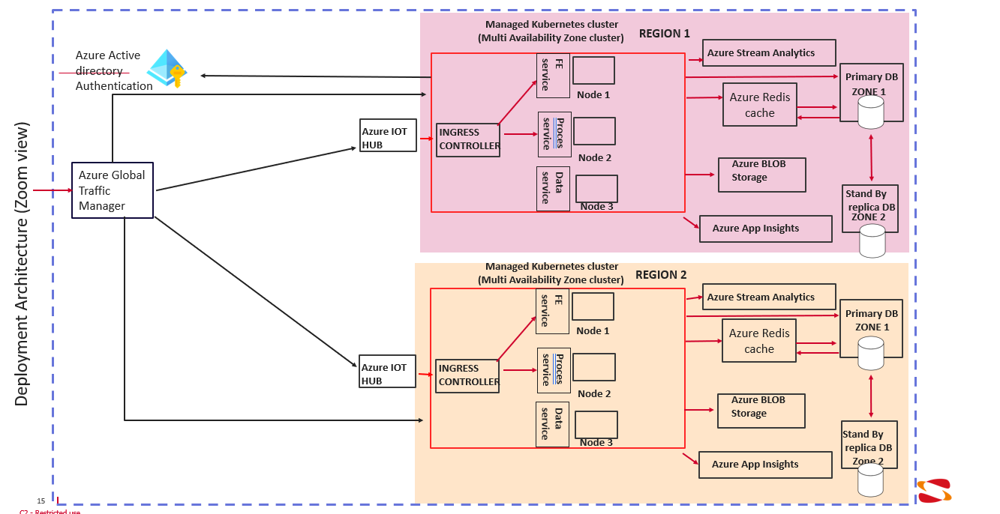 Deployment Architecture (Zoom view)
Azure Active
directory
Authentication
Azure Global
Traffic
Manager
Azure IOT
HUB
Managed Kubernetes cluster
(Multi Availability Zone cluster)
REGION 1
INGRESS
CONTROLLER
FE
service
Node 1
Proces
service
Node 2
Data
service
Node 3
Azure Stream Analytics
Primary DB
ZONE 1
Azure Redis
cache
Azure BLOB
Storage
Stand By
replica DB
ZONE 2
Azure App Insights
Azure IOT
HUB
Managed Kubernetes cluster
(Multi Availability Zone cluster)
REGION 2
INGRESS
CONTROLLER
FE
service
Node 1
Proces
service
Node 2
Data
service
Node 3
Azure Stream Analytics
Primary DB
ZONE 1
Azure Redis
cache
Azure BLOB
Storage
Stand By
replica DB
Zone 2
Azure App Insights
15
C2 - Restricted use